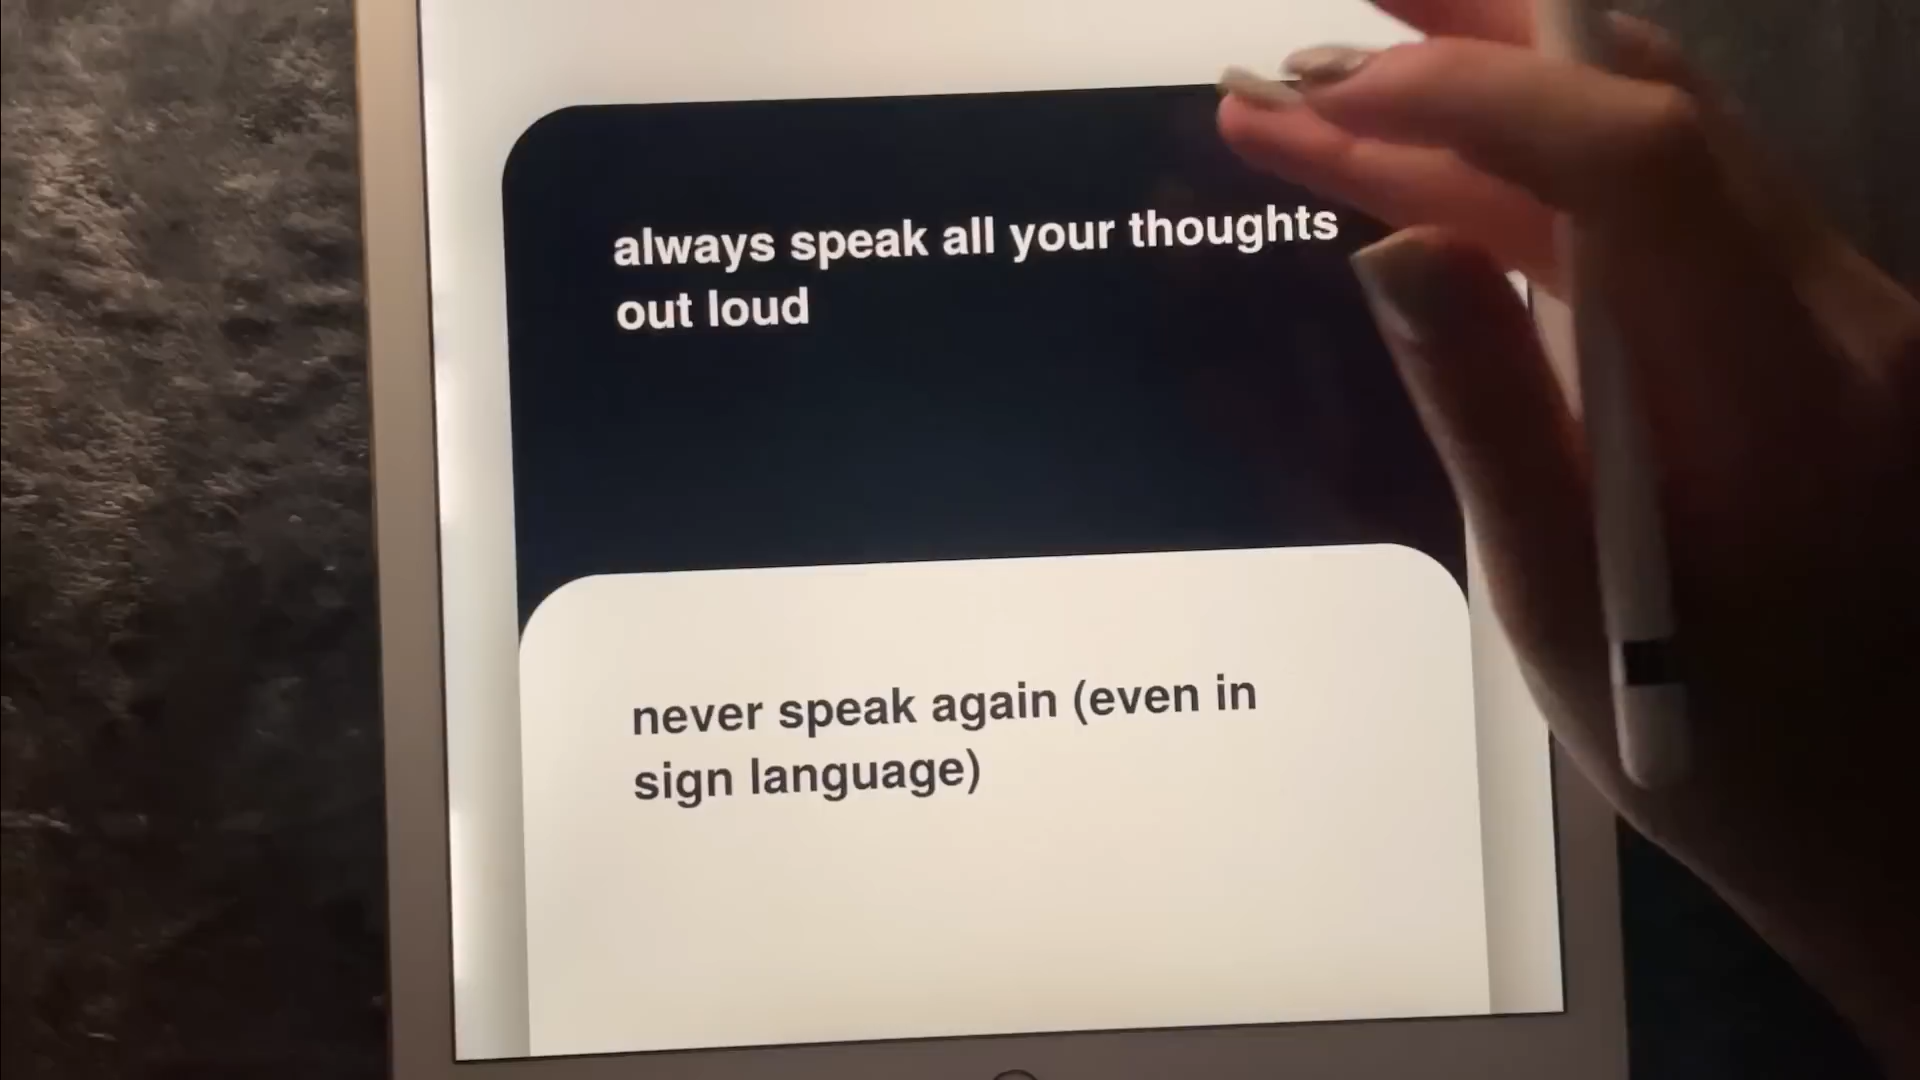 always speak all your thoughts
out loud
never speak again (even in
sign language)